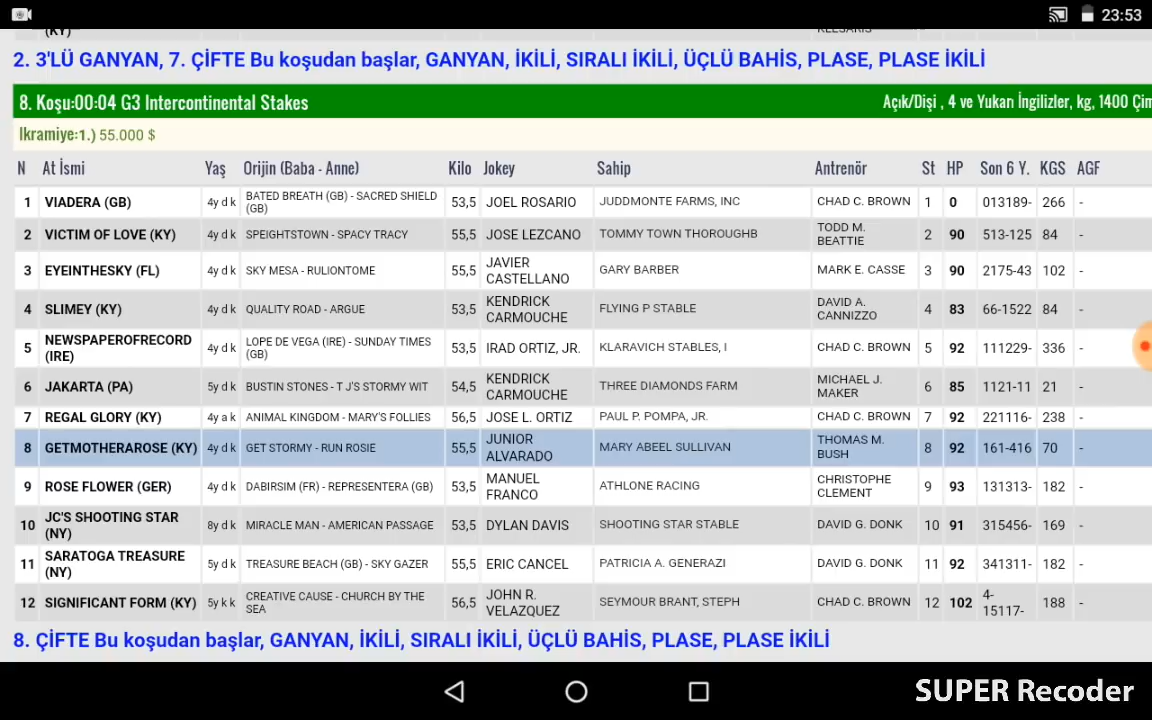 23:53
2. 3'LÜ GANYAN, 7. ÇİFTE Bu koşudan başlar, GANYAN, İKİLİ, SIRALI İKİLİ, ÜÇLÜ BAHİS, PLASE, PLASE İKİLİ
8. Koşu:00:04 G3 Intercontinental Stakes Açık/Dişi , 4 ve Yukarı İngilizler, kg, 1400 Çim
Ikramiye:1.) 55.000 $
N At İsmi Yaş Orijin (Baba - Anne) Kilo Jokey Sahip Antrenör St HP Son 6 Y. KGS AGF
1 VIADERA (GB) 4y d k BATED BREATH (GB) - SACRED SHIELD (GB) 53,5 JOEL ROSARIO JUDDMONTE FARMS, INC CHAD C. BROWN 1 0 013189- 266 -
2 VICTIM OF LOVE (KY) 4y d k SPEIGHTSTOWN - SPACY TRACY 55,5 JOSE LEZCANO TOMMY TOWN THOROUGHB TODD M. BEATTIE 2 90 513-125 84 -
3 EYEINTHESKY (FL) 4y d k SKY MESA - RULIONTOME 55,5 JAVIER CASTELLANO GARY BARBER MARK E. CASSE 3 90 2175-43 102 -
4 SLIMEY (KY) 4y d k QUALITY ROAD - ARGUE 53,5 KENDRICK CARMOUCHE FLYING P STABLE DAVID A. CANNIZZO 4 83 66-1522 84 -
5 NEWSPAPEROFRECORD (IRE) 4y d k LOPE DE VEGA (IRE) - SUNDAY TIMES (GB) 53,5 IRAD ORTIZ, JR. KLARAVICH STABLES, I CHAD C. BROWN 5 92 111229- 336 -
6 JAKARTA (PA) 5y d k BUSTIN STONES - T J'S STORMY WIT 54,5 KENDRICK CARMOUCHE THREE DIAMONDS FARM MICHAEL J. MAKER 6 85 1121-11 21 -
7 REGAL GLORY (KY) 4y a k ANIMAL KINGDOM - MARY'S FOLLIES 56,5 JOSE L. ORTIZ PAUL P. POMPA, JR. CHAD C. BROWN 7 92 221116- 238 -
8 GETMOTHERAROSE (KY) 4y d k GET STORMY - RUN ROSIE 55,5 JUNIOR ALVARADO MARY ABEEL SULLIVAN THOMAS M. BUSH 8 92 161-416 70 -
9 ROSE FLOWER (GER) 4y d k DABIRSIM (FR) - REPRESENTERA (GB) 53,5 MANUEL FRANCO ATHLONE RACING CHRISTOPHE CLEMENT 9 93 131313- 182 -
10 JC'S SHOOTING STAR (NY) 8y d k MIRACLE MAN - AMERICAN PASSAGE 53,5 DYLAN DAVIS SHOOTING STAR STABLE DAVID G. DONK 10 91 315456- 169 -
11 SARATOGA TREASURE (NY) 5y d k TREASURE BEACH (GB) - SKY GAZER 55,5 ERIC CANCEL PATRICIA A. GENERAZI DAVID G. DONK 11 92 341311- 182 -
12 SIGNIFICANT FORM (KY) 5y k k CREATIVE CAUSE - CHURCH BY THE SEA 56,5 JOHN R. VELAZQUEZ SEYMOUR BRANT, STEPH CHAD C. BROWN 12 102 4-15117- 188 -
8. ÇİFTE Bu koşudan başlar, GANYAN, İKİLİ, SIRALI İKİLİ, ÜÇLÜ BAHİS, PLASE, PLASE İKİLİ
SUPER Recoder